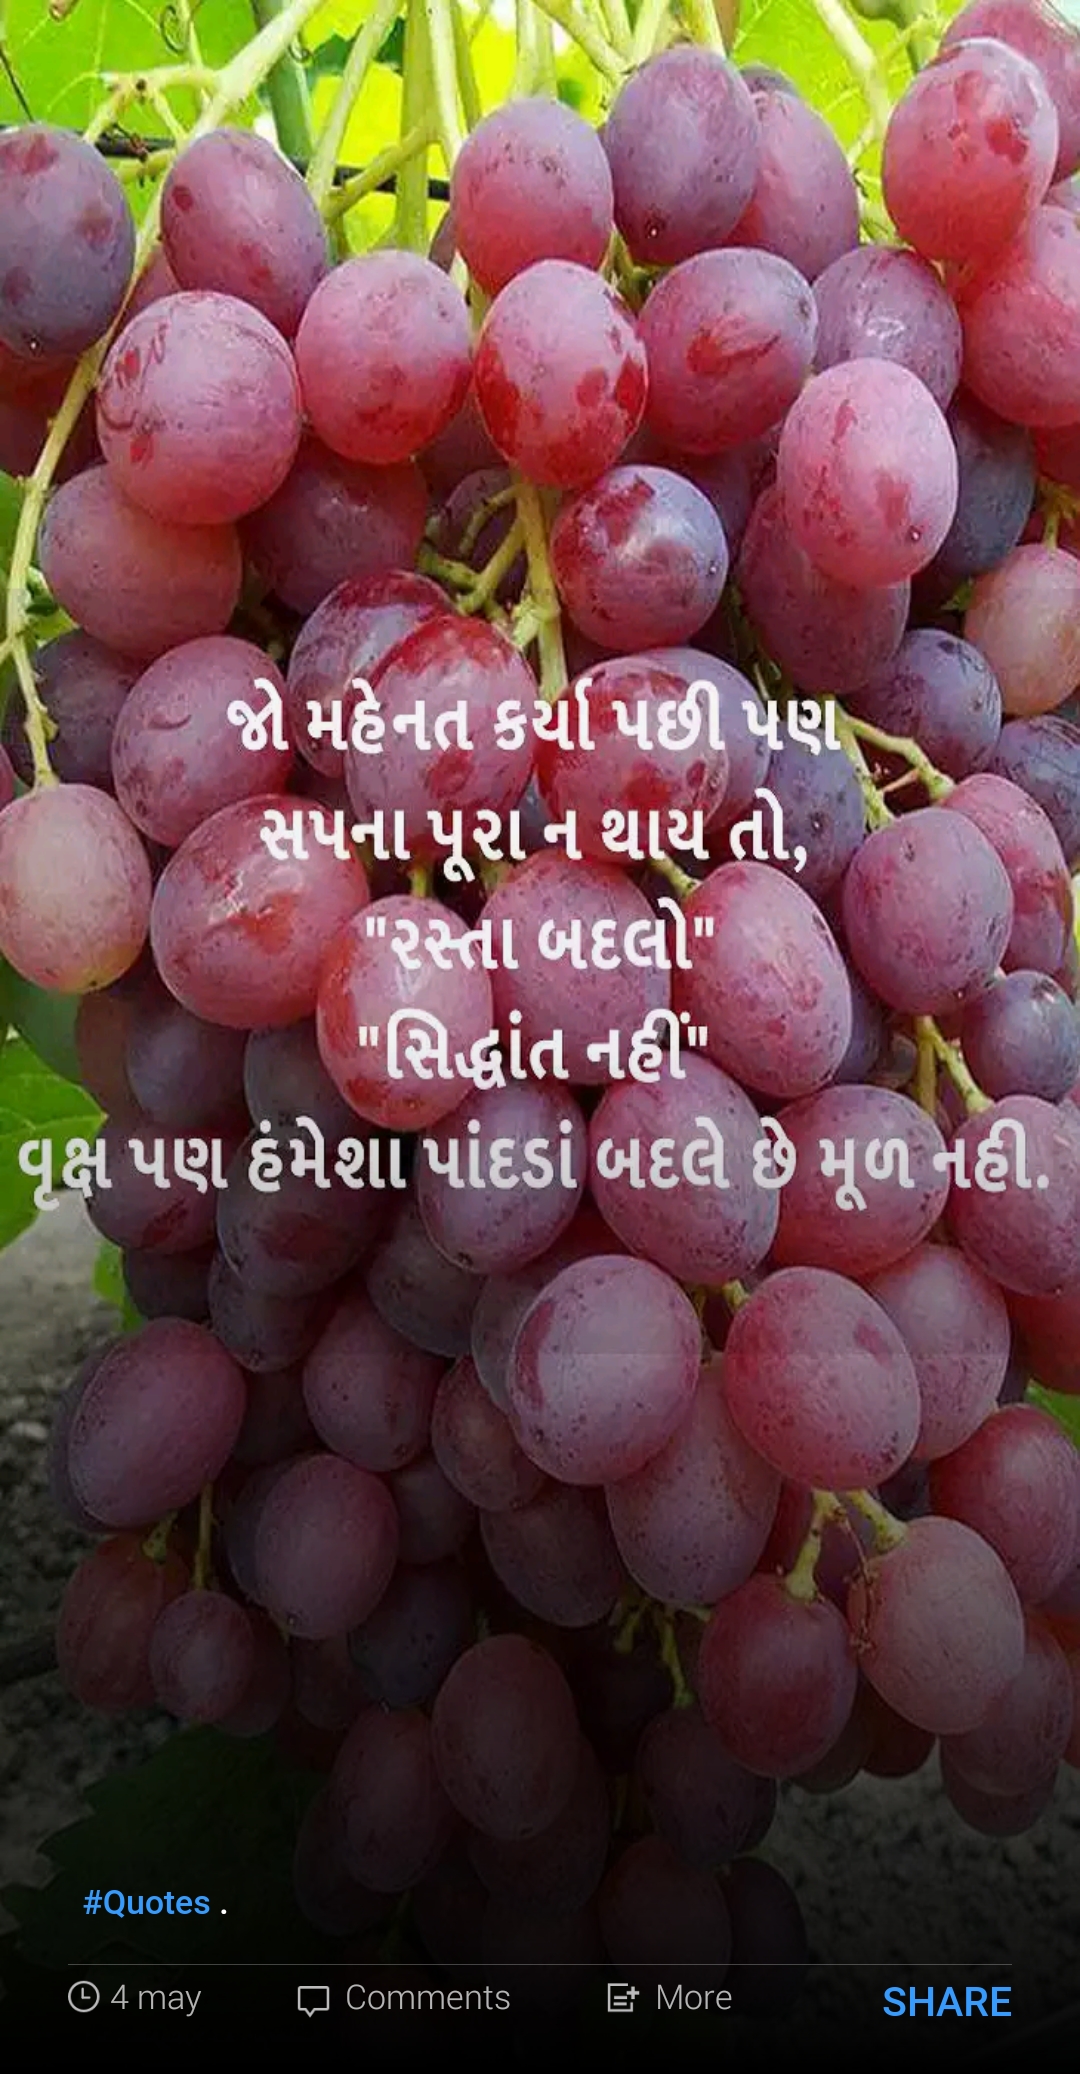 જો મહેનત કર્યા પછી પણ
સપના પૂરા ન થાય તો,
"રસ્તા બદલો"
"સિદ્ધાંત નહીં"
વૃક્ષ પણ હંમેશા પાંદડાં બદલે છે મૂળ નહી.
#Quotes .
4 may Comments More SHARE